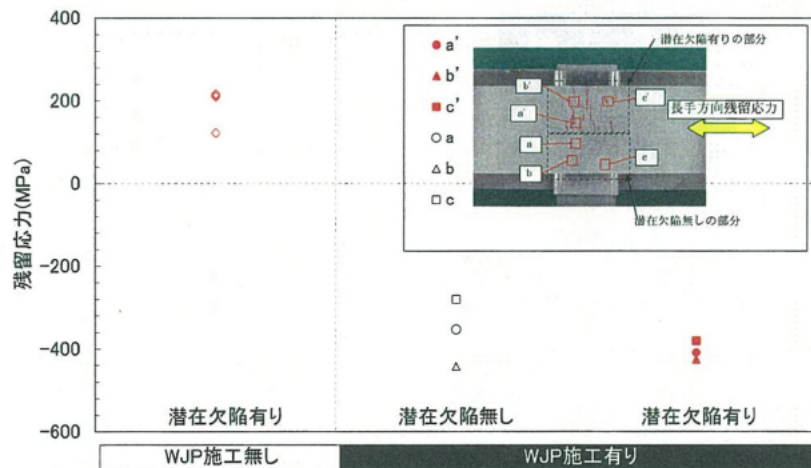 400
200
0
-200
-400
-600
残留応力(MPa)
a'
b'
c'
a
b
c
潜在欠陥有りの部分
b'
c'
a'
a
b
c
長手方向残留応力
潜在欠陥無しの部分
潜在欠陥有り
潜在欠陥無し
潜在欠陥有り
WJP施工無し
WJP施工有り